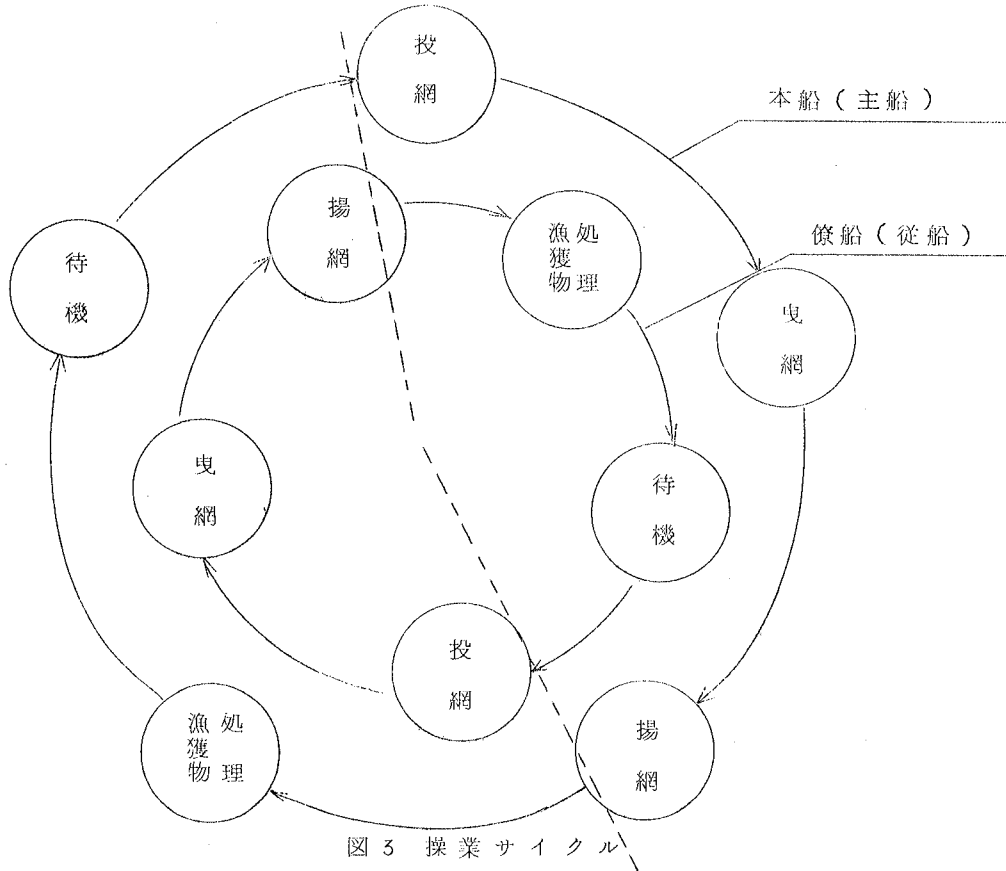 投網
本船(主船)
揚網
漁獲物処理
僚船(従船)
待機
曳網
曳網
待機
投網
漁獲物処理
揚網
図3 操業サイクル